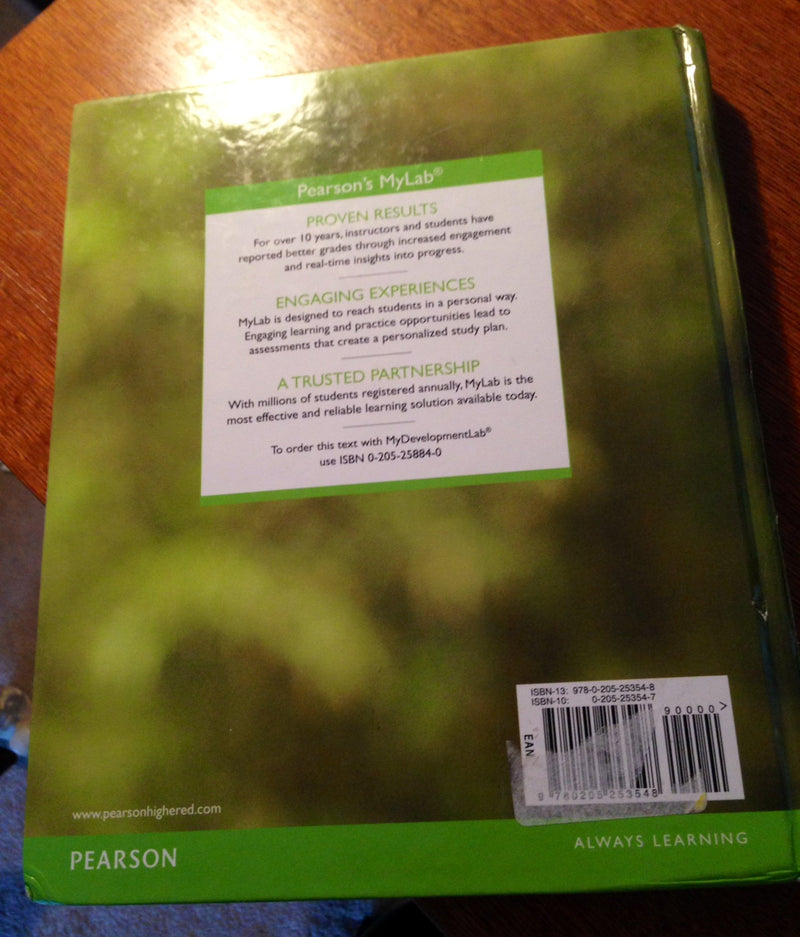 Pearson's MyLab®
PROVEN RESULTS
For over 10 years, instructors and students have
reported better grades through increased engagement
and real-time insights into progress.
ENGAGING EXPERIENCES
MyLab is designed to reach students in a personal way.
Engaging learning and practice opportunities lead to
assessments that create a personalized study plan.
A TRUSTED PARTNERSHIP
With millions of students registered annually, MyLab is the
most effective and reliable learning solution available today.
To order this text with MyDevelopmentLab®
use ISBN 0-205-25884-0
ISBN-13: 978-0-205-25354-8
ISBN-10: 0-205-25354-7
90000>
EAN
9 780205 253548
www.pearsonhighered.com
PEARSON
ALWAYS LEARNING